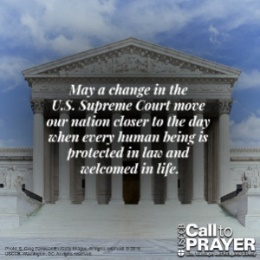 May a change in the
U.S. Supreme Court move
our nation closer to the day
when every human being is
protected in law and
welcomed in life.
USCCB
Call to
PRAYER